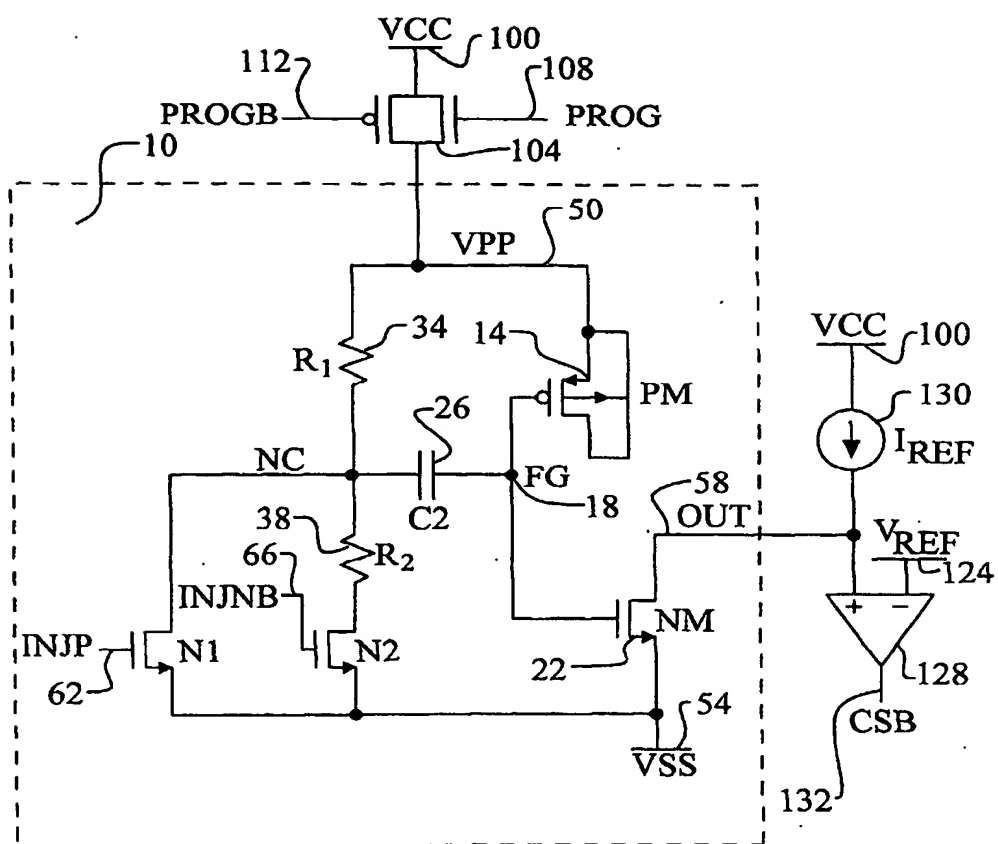 VCC 100
112 108
PROGB PROG
104
10
50
VPP
34 14 VCC 100
R1
PM 130
26
IREF
NC FG 58
18 OUT
C2
38 VREF
66 R2 124
INJNB + −
INJP N1 N2 NM
62 22 128
54 CSB
VSS
132